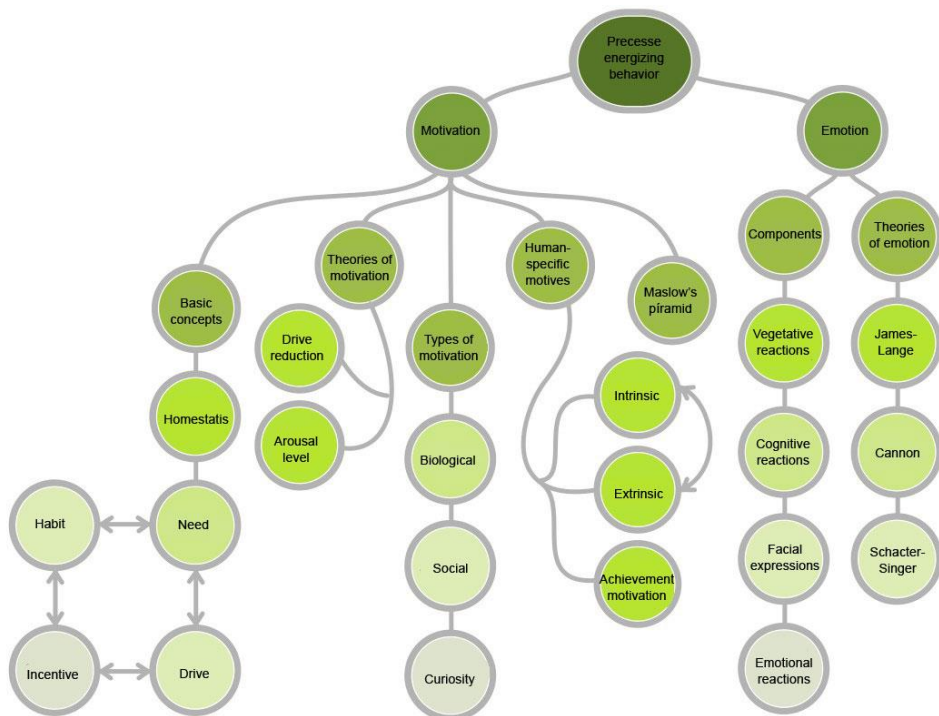 Precesse
energizing
behavior
Motivation
Emotion
Basic
concepts
Theories of
motivation
Types of
motivation
Human-
specific
motives
Maslow's
píramid
Components
Theories
of emotion
Homestatis
Drive
reduction
Arousal
level
Biological
Intrinsic
Extrinsic
Achievement
motivation
Vegetative
reactions
James-
Lange
Cognitive
reactions
Cannon
Habit
Need
Social
Facial
expressions
Schacter-
Singer
Incentive
Drive
Curiosity
Emotional
reactions